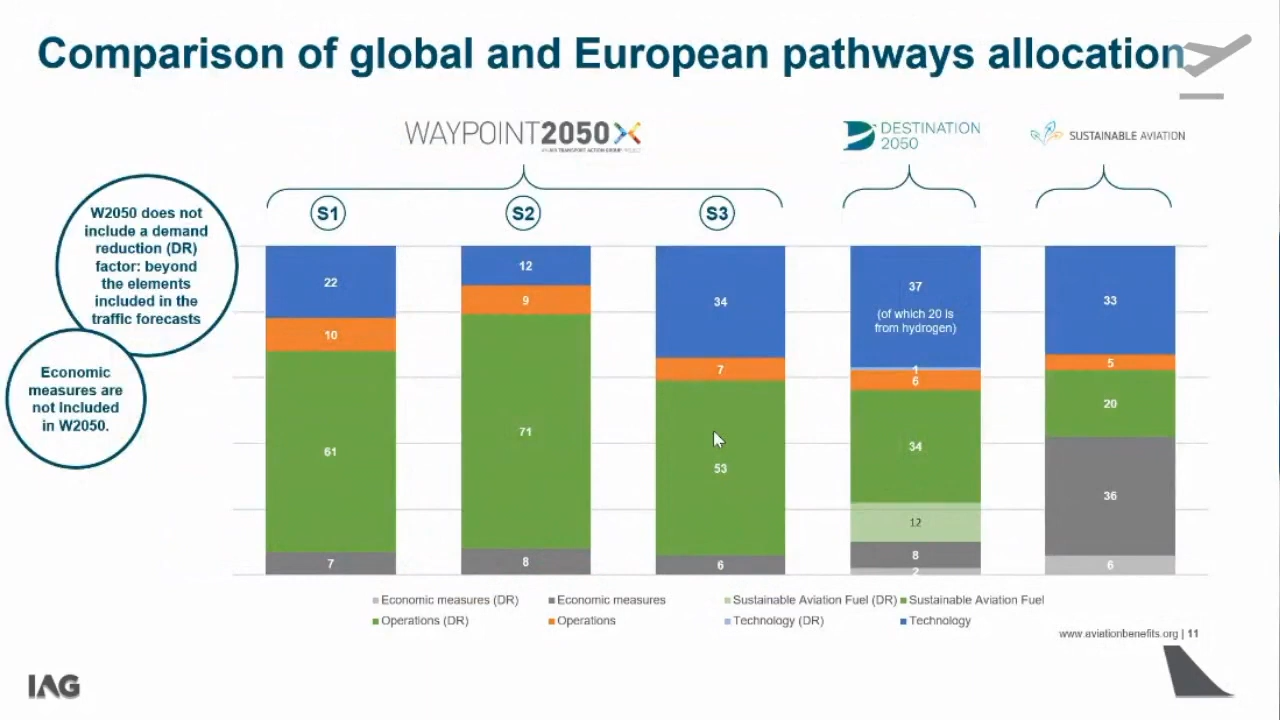 Comparison of global and European pathways allocation
WAYPOINT2050
DESTINATION
2050
SUSTAINABLE AVIATION
S1
S2
S3
W2050 does not
include a demand
reduction (DR)
factor: beyond
the elements
included in the
traffic forecasts
Economic
measures are
not included
in W2050.
22
10
61
7
12
9
71
8
34
7
53
6
37
(of which 20 is
from hydrogen)
1
6
34
12
8
2
33
5
20
36
6
Economic measures (DR)
Economic measures
Sustainable Aviation Fuel (DR)
Sustainable Aviation Fuel
Operations (DR)
Operations
Technology (DR)
Technology
www.aviationbenefits.org | 11
IAG